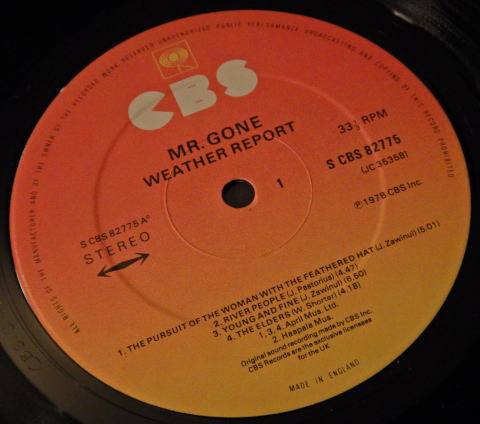 ALL RIGHTS OF THE MANUFACTURER AND OF THE OWNER OF THE RECORDED WORK RESERVED UNAUTHORISED PUBLIC PERFORMANCE BROADCASTING AND COPYING OF THIS RECORD PROHIBITED
CBS
MR. GONE
WEATHER REPORT
33⅓ RPM
1
S CBS 82775
(JC 35358)
S CBS 82775 A°
STEREO
℗1978 CBS Inc.
1. THE PURSUIT OF THE WOMAN WITH THE FEATHERED HAT (J. Zawinul) (5.01)
2. RIVER PEOPLE (J. Pastorius) (4.47)
3. YOUNG AND FINE (J. Zawinul) (6.50)
4. THE ELDERS (W. Shorter) (4.18)
1, 3, 4. April Mus. Ltd.
2. Haapala Mus.
Original sound recording made by CBS Inc.
CBS Records are the exclusive licensees
for the UK
MADE IN ENGLAND